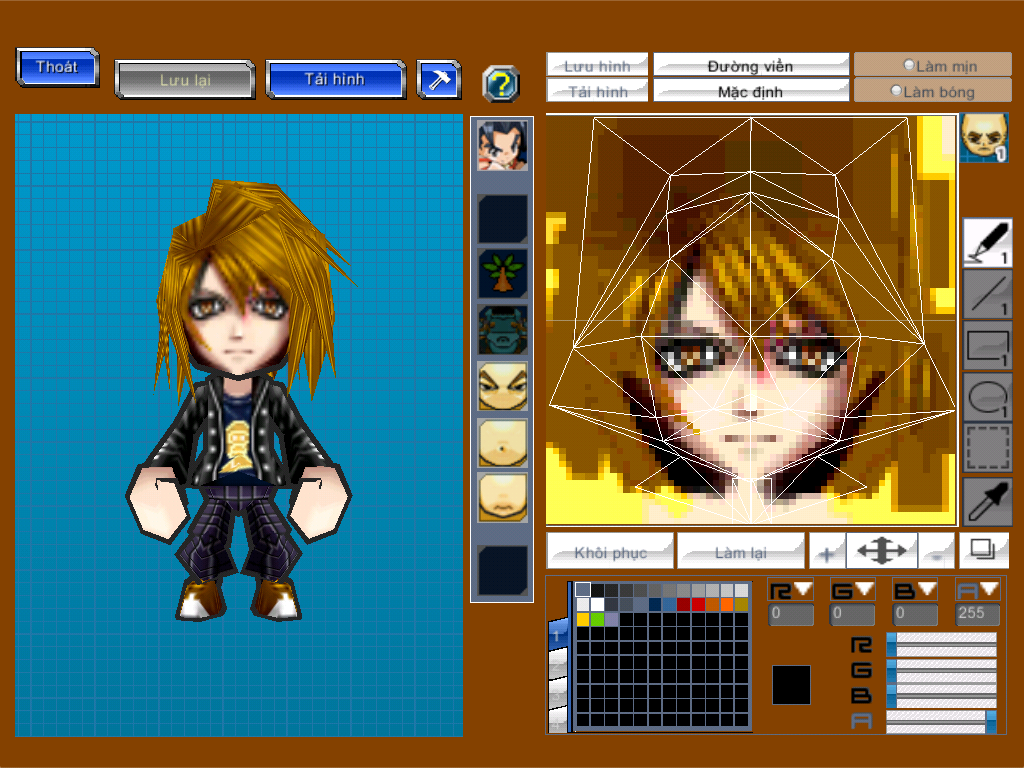 Thoát
Lưu lại
Tải hình
?
Lưu hình
Đường viền
Làm mịn
Tải hình
Mặc định
Làm bóng
1
1
1
1
1
Khôi phục
Làm lại
+
-
R
G
B
A
0
0
0
255
1
R
G
B
A